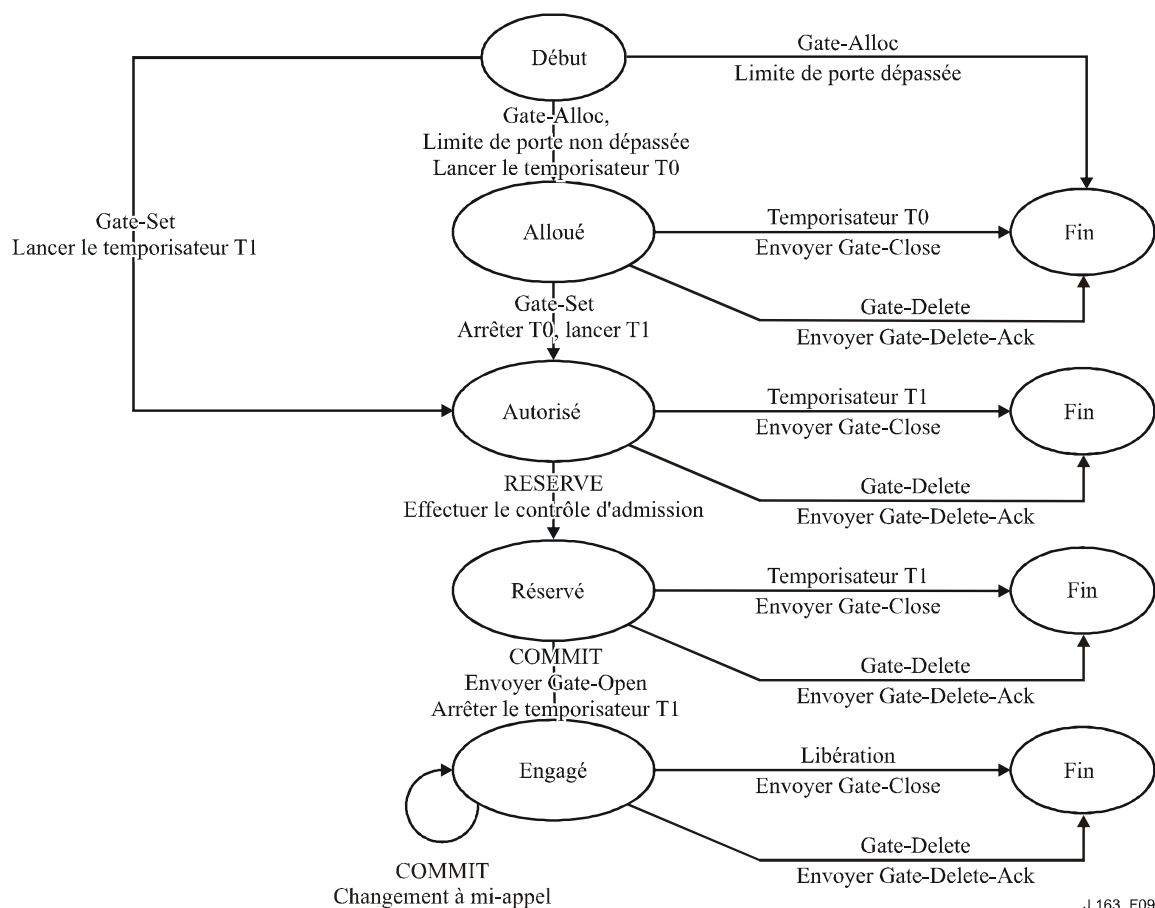 Début
Gate-Alloc
Limite de porte dépassée
Gate-Alloc,
Limite de porte non dépassée
Lancer le temporisateur T0
Gate-Set
Lancer le temporisateur T1
Alloué
Temporisateur T0
Envoyer Gate-Close
Fin
Gate-Delete
Envoyer Gate-Delete-Ack
Gate-Set
Arrêter T0, lancer T1
Autorisé
Temporisateur T1
Envoyer Gate-Close
Fin
Gate-Delete
Envoyer Gate-Delete-Ack
RESERVE
Effectuer le contrôle d'admission
Réservé
Temporisateur T1
Envoyer Gate-Close
Fin
Gate-Delete
Envoyer Gate-Delete-Ack
COMMIT
Envoyer Gate-Open
Arrêter le temporisateur T1
Engagé
Libération
Envoyer Gate-Close
Fin
Gate-Delete
Envoyer Gate-Delete-Ack
COMMIT
Changement à mi-appel
J.163_F09